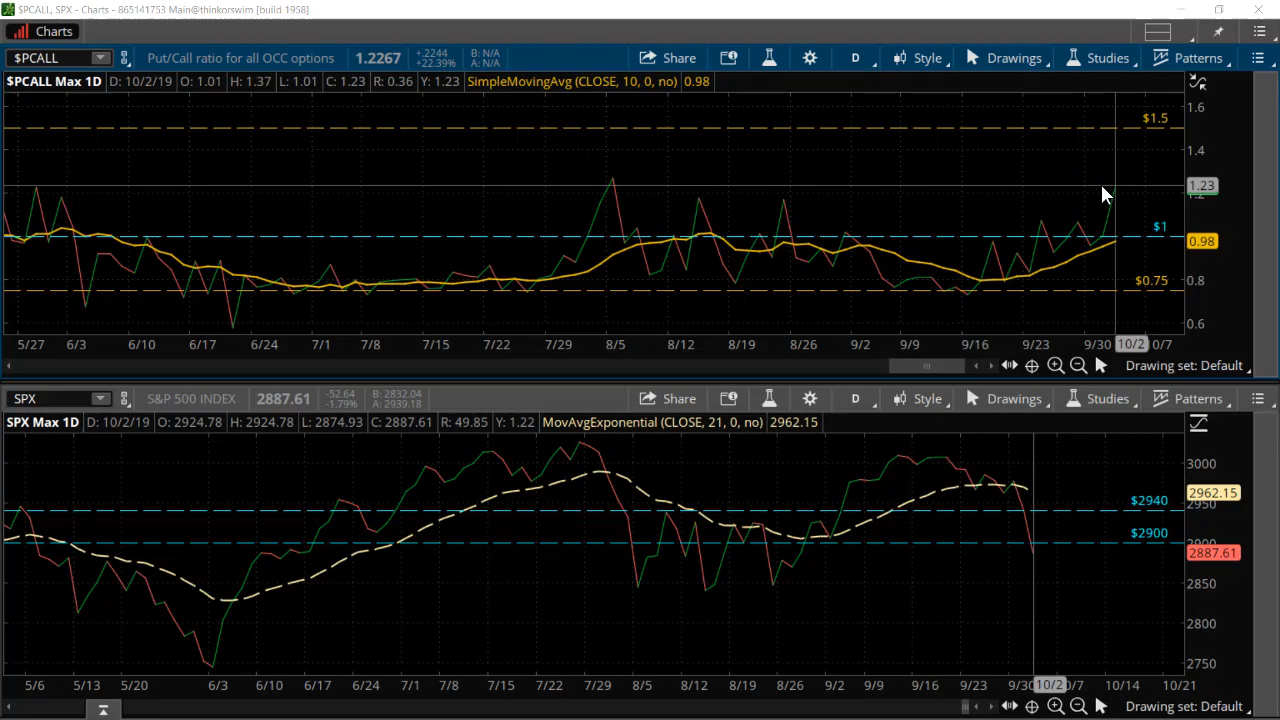 $PCALL, SPX - Charts - 865141753 Main@thinkorswim [build 1958]
Charts
$PCALL Put/Call ratio for all OCC options 1.2267 +.2244 +22.39% B: N/A A: N/A Share D Style Drawings Studies Patterns
$PCALL Max 1D D: 10/2/19 O: 1.01 H: 1.37 L: 1.01 C: 1.23 R: 0.36 Y: 1.23 SimpleMovingAvg (CLOSE, 10, 0, no) 0.98
1.6
$1.5
1.4
1.23
1.2
$1
0.98
$0.75
0.8
0.6
5/27 6/3 6/10 6/17 6/24 7/1 7/8 7/15 7/22 7/29 8/5 8/12 8/19 8/26 9/2 9/9 9/16 9/23 9/30 10/2 0/7
Drawing set: Default
SPX S&P 500 INDEX 2887.61 -52.64 -1.79% B: 2832.04 A: 2939.18 Share D Style Drawings Studies Patterns
SPX Max 1D D: 10/2/19 O: 2924.78 H: 2924.78 L: 2874.93 C: 2887.61 R: 49.85 Y: 1.22 MovAvgExponential (CLOSE, 21, 0, no) 2962.15
3000
2962.15
2950
$2940
$2900
2900
2887.61
2850
2800
2750
5/6 5/13 5/20 6/3 6/10 6/17 6/24 7/1 7/8 7/15 7/22 7/29 8/5 8/12 8/19 8/26 9/2 9/9 9/16 9/23 9/30 10/2 0/7 10/14 10/21
Drawing set: Default